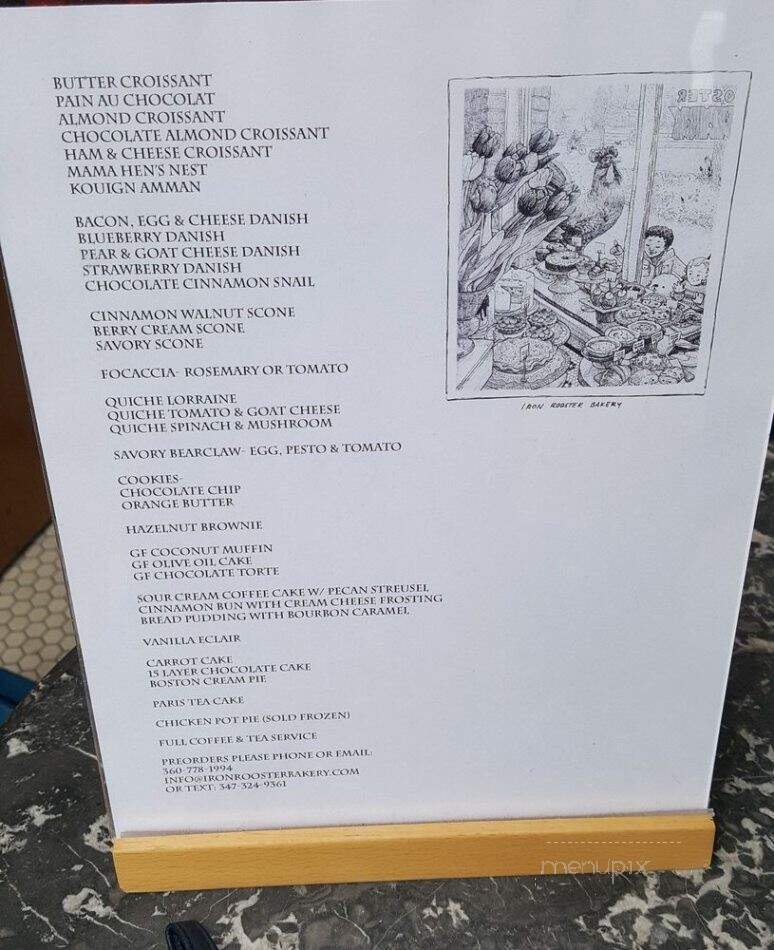 BUTTER CROISSANT
PAIN AU CHOCOLAT
ALMOND CROISSANT
CHOCOLATE ALMOND CROISSANT
HAM & CHEESE CROISSANT
MAMA HEN'S NEST
KOUIGN AMMAN
BACON, EGG & CHEESE DANISH
BLUEBERRY DANISH
PEAR & GOAT CHEESE DANISH
STRAWBERRY DANISH
CHOCOLATE CINNAMON SNAIL
CINNAMON WALNUT SCONE
BERRY CREAM SCONE
SAVORY SCONE
FOCACCIA- ROSEMARY OR TOMATO
QUICHE LORRAINE
QUICHE TOMATO & GOAT CHEESE
QUICHE SPINACH & MUSHROOM
SAVORY BEARCLAW- EGG, PESTO & TOMATO
COOKIES-
CHOCOLATE CHIP
ORANGE BUTTER
HAZELNUT BROWNIE
GF COCONUT MUFFIN
GF OLIVE OIL CAKE
GF CHOCOLATE TORTE
SOUR CREAM COFFEE CAKE W/ PECAN STREUSEL
CINNAMON BUN WITH CREAM CHEESE FROSTING
BREAD PUDDING WITH BOURBON CARAMEL
VANILLA ECLAIR
CARROT CAKE
15 LAYER CHOCOLATE CAKE
BOSTON CREAM PIE
PARIS TEA CAKE
CHICKEN POT PIE (SOLD FROZEN)
FULL COFFEE & TEA SERVICE
PREORDERS PLEASE PHONE OR EMAIL:
360-778-1994
INFO@IRONROOSTERBAKERY.COM
OR TEXT: 347-324-9361
IRON ROOSTER BAKERY
menupix